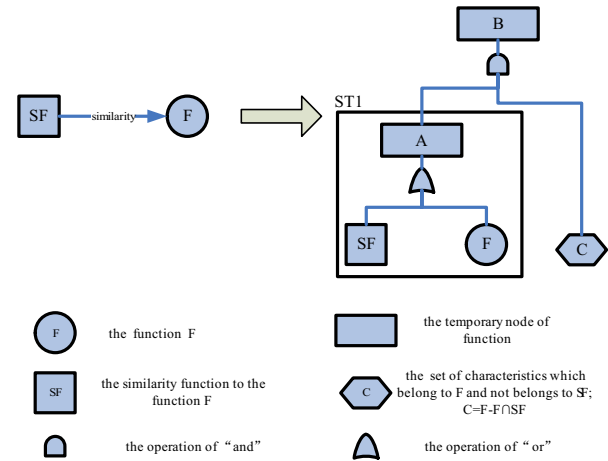 B
ST1
SF
similarity
F
A
SF
F
C
F
the function F
the temporary node of
function
SF
the similarity function to the
function F
C
the set of characteristics which
belong to F and not belongs to SF;
C=F-F∩SF
the operation of “and”
the operation of “or”